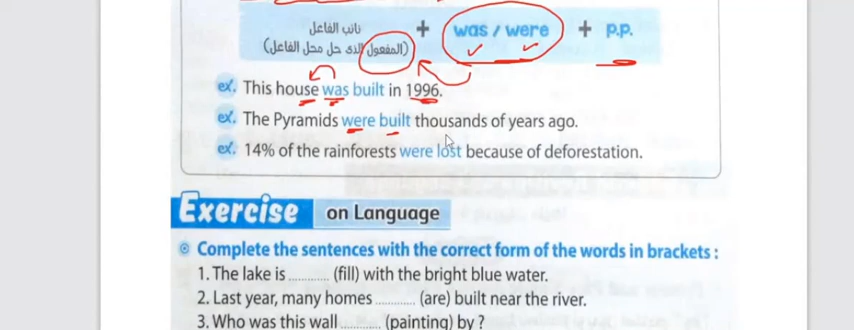 نائب الفاعل + was / were + p.p.
(المفعول الذى حل محل الفاعل)
ex. This house was built in 1996.
ex. The Pyramids were built thousands of years ago.
ex. 14% of the rainforests were lost because of deforestation.
Exercise on Language
Complete the sentences with the correct form of the words in brackets :
1. The lake is ............ (fill) with the bright blue water.
2. Last year, many homes ............ (are) built near the river.
3. Who was this wall ............ (painting) by ?